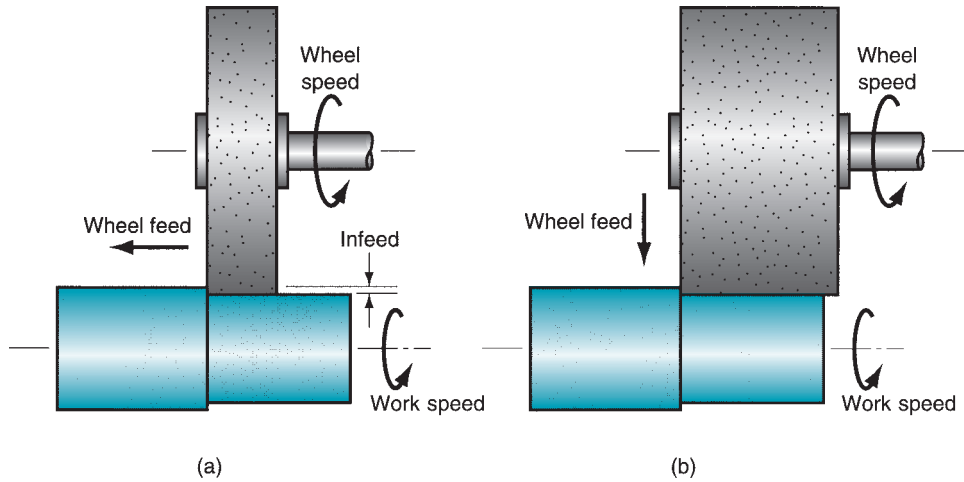 Wheel
speed
Wheel feed
Infeed
Work speed
(a)
Wheel
speed
Wheel feed
Work speed
(b)